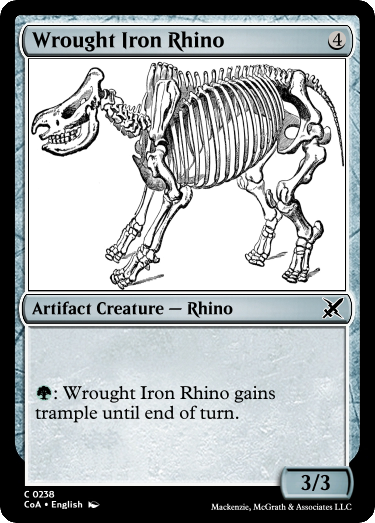 Wrought Iron Rhino 4
Artifact Creature — Rhino
: Wrought Iron Rhino gains
trample until end of turn.
3/3
C 0238
CoA • English
Mackenzie, McGrath & Associates LLC